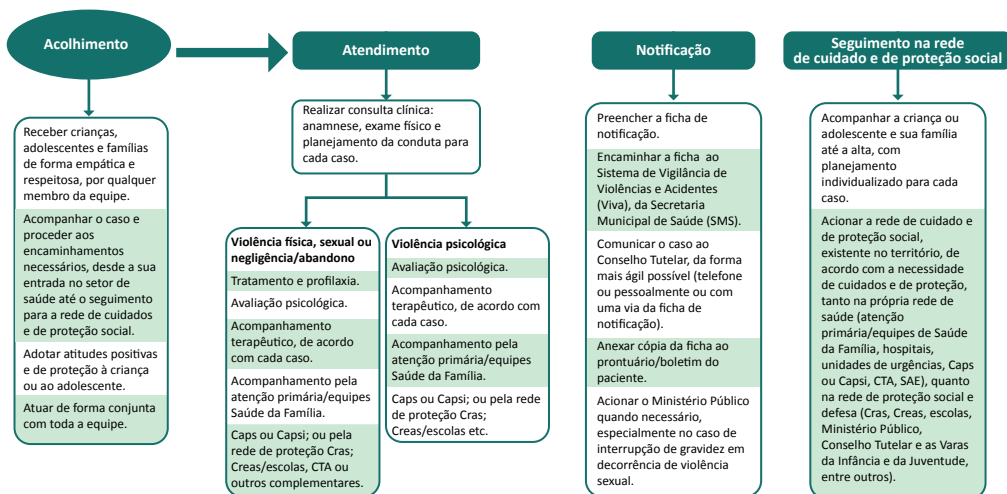 Acolhimento
Receber crianças,
adolescentes e famílias
de forma empática e
respeitosa, por qualquer
membro da equipe.
Acompanhar o caso e
proceder aos
encaminhamentos
necessários, desde a sua
entrada no setor de
saúde até o seguimento
para a rede de cuidados
e de proteção social.
Adotar atitudes positivas
e de proteção à criança
ou ao adolescente.
Atuar de forma conjunta
com toda a equipe.
Atendimento
Realizar consulta clínica:
anamnese, exame físico e
planejamento da conduta para
cada caso.
Violência física, sexual ou
negligência/abandono
Tratamento e profilaxia.
Avaliação psicológica.
Acompanhamento
terapêutico, de acordo
com cada caso.
Acompanhamento pela
atenção primária/equipes
Saúde da Família.
Caps ou Capsi; ou pela
rede de proteção Cras;
Creas/escolas, CTA ou
outros complementares.
Violência psicológica
Avaliação psicológica.
Acompanhamento
terapêutico, de acordo com
cada caso.
Acompanhamento pela
atenção primária/equipes
Saúde da Família.
Caps ou Capsi; ou pela rede
de proteção Cras;
Creas/escolas etc.
Notificação
Preencher a ficha de
notificação.
Encaminhar a ficha ao
Sistema de Vigilância de
Violências e Acidentes
(Viva), da Secretaria
Municipal de Saúde (SMS).
Comunicar o caso ao
Conselho Tutelar, da forma
mais ágil possível (telefone
ou pessoalmente ou com
uma via da ficha de
notificação).
Anexar cópia da ficha ao
prontuário/boletim do
paciente.
Acionar o Ministério Público
quando necessário,
especialmente no caso de
interrupção de gravidez em
decorrência de violência
sexual.
Seguimento na rede
de cuidado e de proteção social
Acompanhar a criança ou
adolescente e sua família
até a alta, com
planejamento
individualizado para cada
caso.
Acionar a rede de cuidado e
de proteção social,
existente no território, de
acordo com a necessidade
de cuidados e de proteção,
tanto na própria rede de
saúde (atenção
primária/equipes de Saúde
da Família, hospitais,
unidades de urgências, Caps
ou Capsi, CTA, SAE), quanto
na rede de proteção social e
defesa (Cras, Creas, escolas,
Ministério Público,
Conselho Tutelar e as Varas
da Infância e da Juventude,
entre outros).